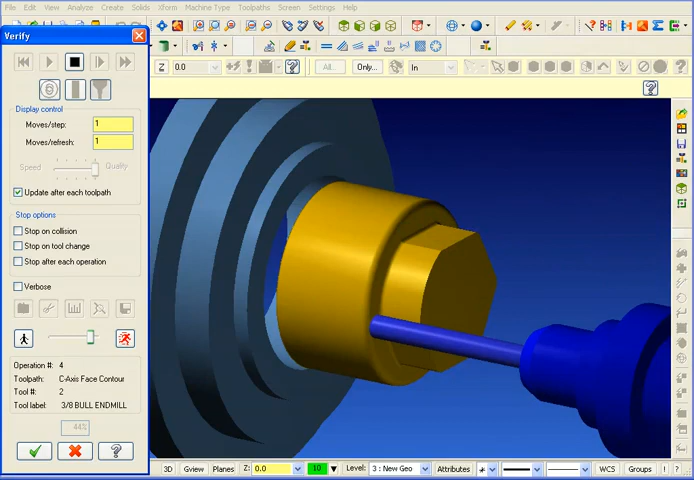 File Edit View Analyze Create Solids Xform Machine Type Toolpaths Screen Settings Help
Verify
Z 0.0 All... Only... In
Display control
Moves/step: 1
Moves/refresh: 1
Speed Quality
Update after each toolpath
Stop options
Stop on collision
Stop on tool change
Stop after each operation
Verbose
Operation #: 4
Toolpath: C-Axis Face Contour
Tool #: 2
Tool label: 3/8 BULL ENDMILL
44%
3D Gview Planes Z: 0.0 10 Level: 3 : New Geo Attributes WCS Groups ! ?